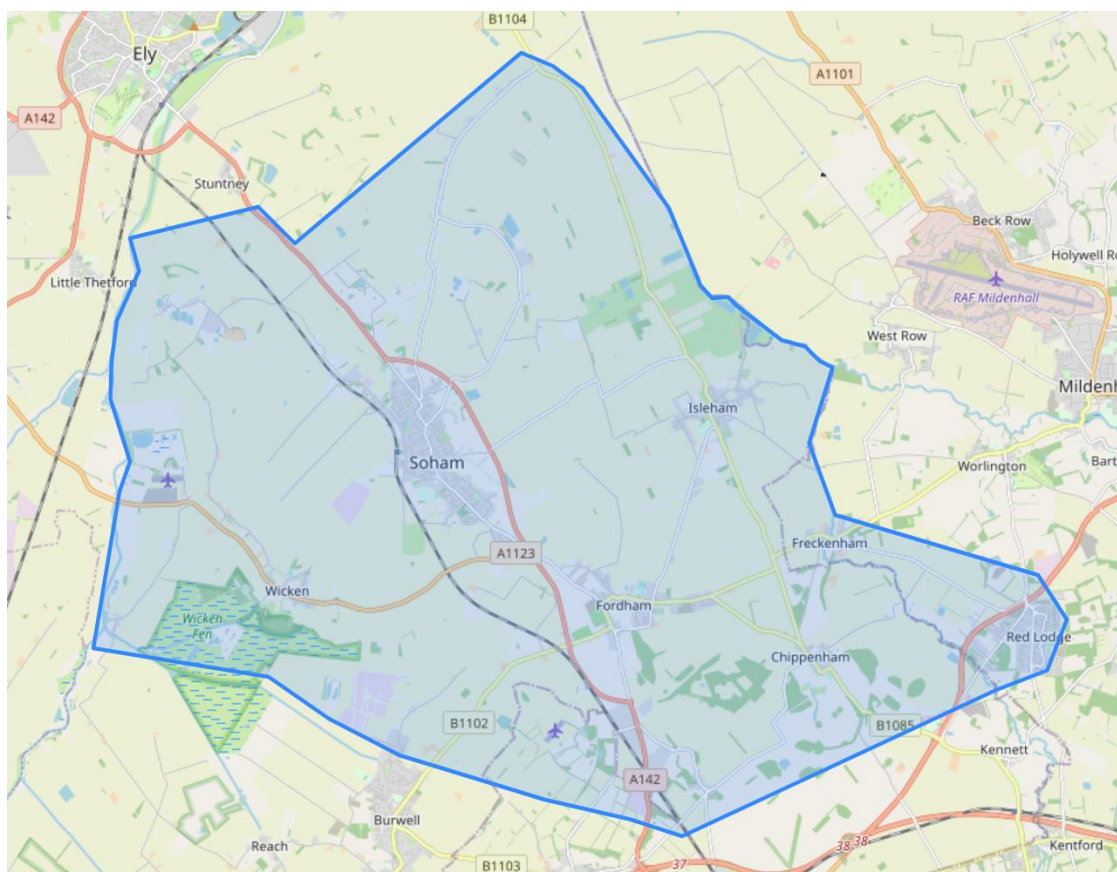 B1104
Ely
A1101
A142
Stuntney
Beck Row
Little Thetford
Holywell Ro
RAF Mildenhall
West Row
Mildenh
Isleham
Soham
Worlington
Bart
Freckenham
A1123
Wicken
Fordham
Wicken
Fen
Red Lodge
Chippenham
B1102
B1085
Kennett
A142
Burwell
Reach
B1103
37
38
38
Kentford